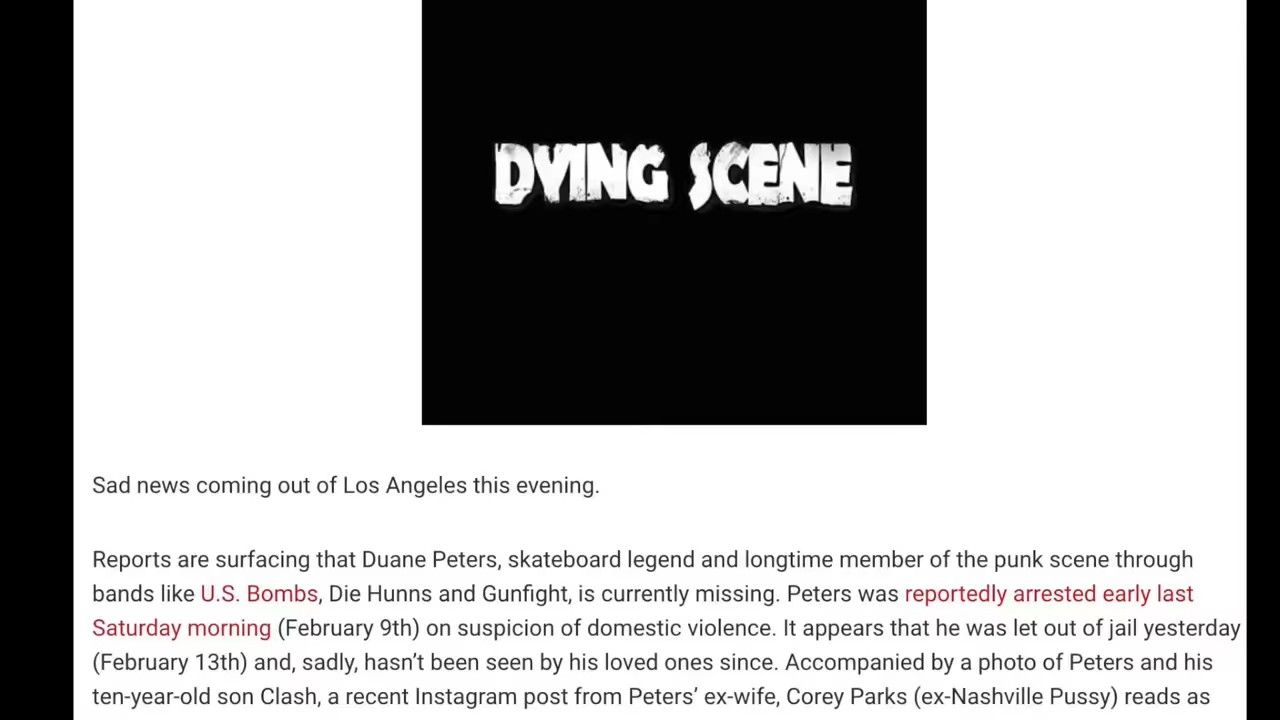 DYING SCENE
Sad news coming out of Los Angeles this evening.
Reports are surfacing that Duane Peters, skateboard legend and longtime member of the punk scene through
bands like U.S. Bombs, Die Hunns and Gunfight, is currently missing. Peters was reportedly arrested early last
Saturday morning (February 9th) on suspicion of domestic violence. It appears that he was let out of jail yesterday
(February 13th) and, sadly, hasn’t been seen by his loved ones since. Accompanied by a photo of Peters and his
ten-year-old son Clash, a recent Instagram post from Peters’ ex-wife, Corey Parks (ex-Nashville Pussy) reads as